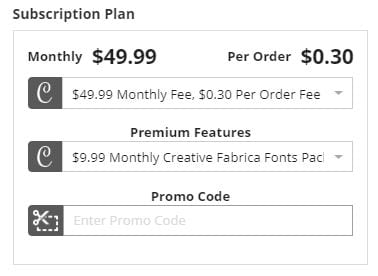 Subscription Plan
Monthly $49.99 Per Order $0.30
$49.99 Monthly Fee, $0.30 Per Order Fee
Premium Features
$9.99 Monthly Creative Fabrica Fonts Pac
Promo Code
Enter Promo Code